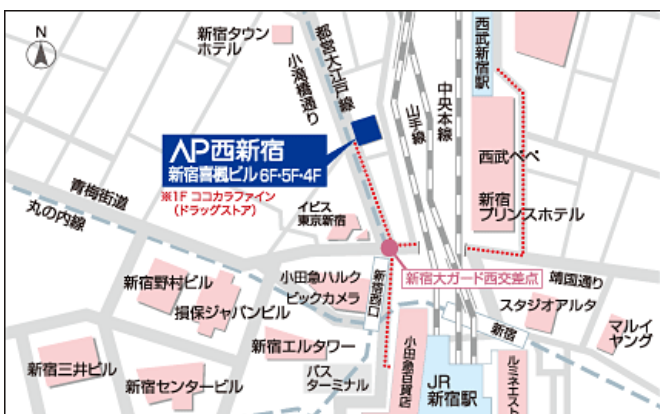 N
新宿タウン
ホテル
都営大江戸線
小滝橋通り
山手線
中央本線
西武新宿駅
AP西新宿
新宿喜楓ビル 6F・5F・4F
※1F ココカラファイン
(ドラッグストア)
西武ペペ
新宿
プリンスホテル
青梅街道
丸の内線
イビス
東京新宿
新宿大ガード西交差点
靖国通り
新宿野村ビル
損保ジャパンビル
小田急ハルク
ビックカメラ
新宿西口
スタジオアルタ
マルイ
ヤング
新宿
新宿エルタワー
バス
ターミナル
小田急百貨店
JR
新宿駅
ルミネエスト
新宿三井ビル
新宿センタービル